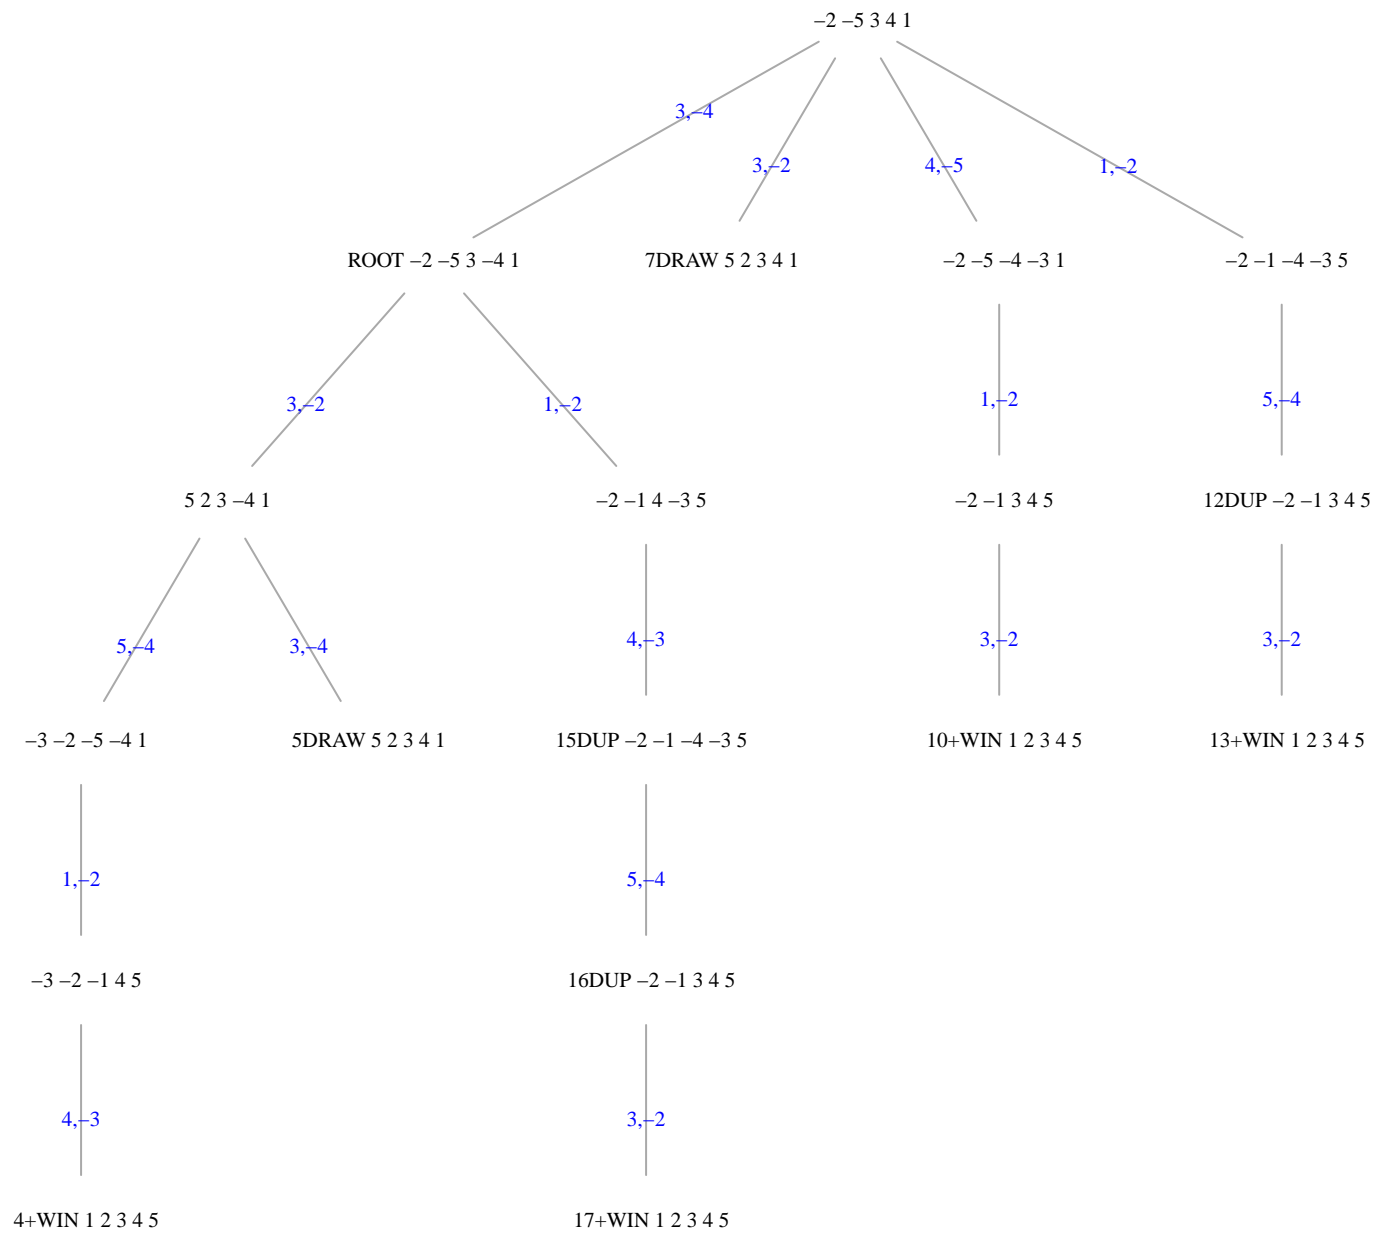 –2 –5 3 4 1
3,–4
3,–2
4,–5
1,–2
ROOT –2 –5 3 –4 1
7DRAW 5 2 3 4 1
–2 –5 –4 –3 1
–2 –1 –4 –3 5
3,–2
1,–2
1,–2
5,–4
5 2 3 –4 1
–2 –1 4 –3 5
–2 –1 3 4 5
12DUP –2 –1 3 4 5
5,–4
3,–4
4,–3
3,–2
3,–2
–3 –2 –5 –4 1
5DRAW 5 2 3 4 1
15DUP –2 –1 –4 –3 5
10+WIN 1 2 3 4 5
13+WIN 1 2 3 4 5
1,–2
5,–4
–3 –2 –1 4 5
16DUP –2 –1 3 4 5
4,–3
3,–2
4+WIN 1 2 3 4 5
17+WIN 1 2 3 4 5